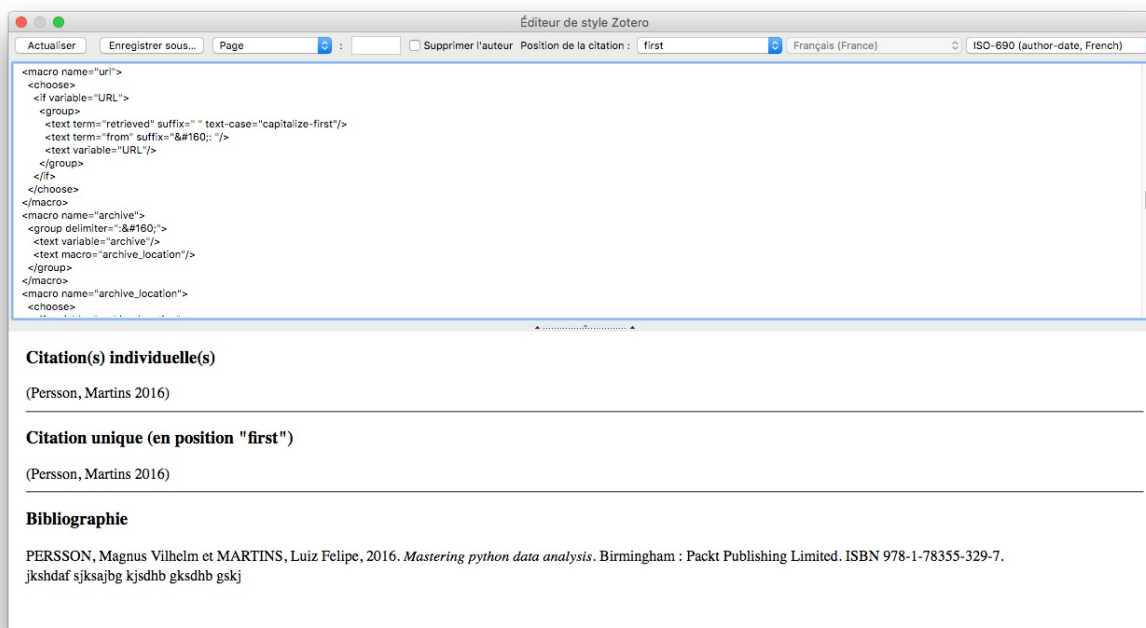 Éditeur de style Zotero
Actualiser Enregistrer sous... Page : Supprimer l'auteur Position de la citation : first Français (France) ISO-690 (author-date, French)
<macro name="url">
<choose>
<if variable="URL">
<group>
<text term="retrieved" suffix=" " text-case="capitalize-first"/>
<text term="from" suffix="&#160;: "/>
<text variable="URL"/>
</group>
</if>
</choose>
</macro>
<macro name="archive">
<group delimiter=":&#160;">
<text variable="archive"/>
<text macro="archive_location"/>
</group>
</macro>
<macro name="archive_location">
<choose>
Citation(s) individuelle(s)
(Persson, Martins 2016)
Citation unique (en position "first")
(Persson, Martins 2016)
Bibliographie
PERSSON, Magnus Vilhelm et MARTINS, Luiz Felipe, 2016. Mastering python data analysis. Birmingham : Packt Publishing Limited. ISBN 978-1-78355-329-7.
jkshdaf sjksajbg kjsdhb gksdhb gskj